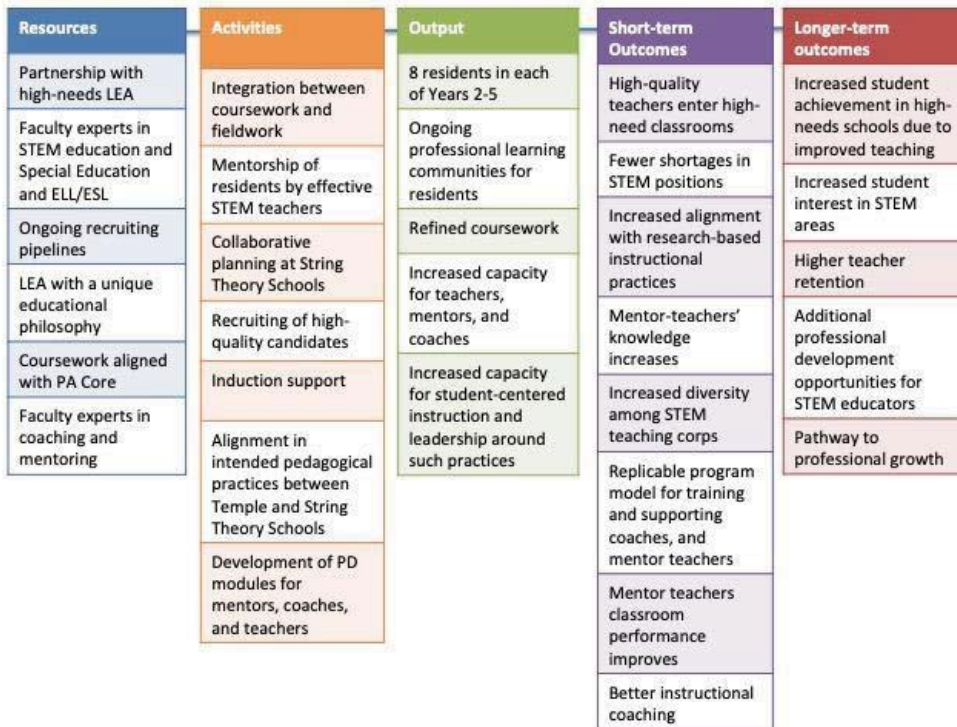 Resources
Partnership with
high-needs LEA
Faculty experts in
STEM education and
Special Education
and ELL/ESL
Ongoing recruiting
pipelines
LEA with a unique
educational
philosophy
Coursework aligned
with PA Core
Faculty experts in
coaching and
mentoring
Activities
Integration between
coursework and
fieldwork
Mentorship of
residents by effective
STEM teachers
Collaborative
planning at String
Theory Schools
Recruiting of high-
quality candidates
Induction support
Alignment in
intended pedagogical
practices between
Temple and String
Theory Schools
Development of PD
modules for
mentors, coaches,
and teachers
Output
8 residents in each
of Years 2-5
Ongoing
professional learning
communities for
residents
Refined coursework
Increased capacity
for teachers,
mentors, and
coaches
Increased capacity
for student-centered
instruction and
leadership around
such practices
Short-term
Outcomes
High-quality
teachers enter high-
need classrooms
Fewer shortages in
STEM positions
Increased alignment
with research-based
instructional
practices
Mentor-teachers’
knowledge
increases
Increased diversity
among STEM
teaching corps
Replicable program
model for training
and supporting
coaches, and
mentor teachers
Mentor teachers
classroom
performance
improves
Better instructional
coaching
Longer-term
outcomes
Increased student
achievement in high-
needs schools due to
improved teaching
Increased student
interest in STEM
areas
Higher teacher
retention
Additional
professional
development
opportunities for
STEM educators
Pathway to
professional growth